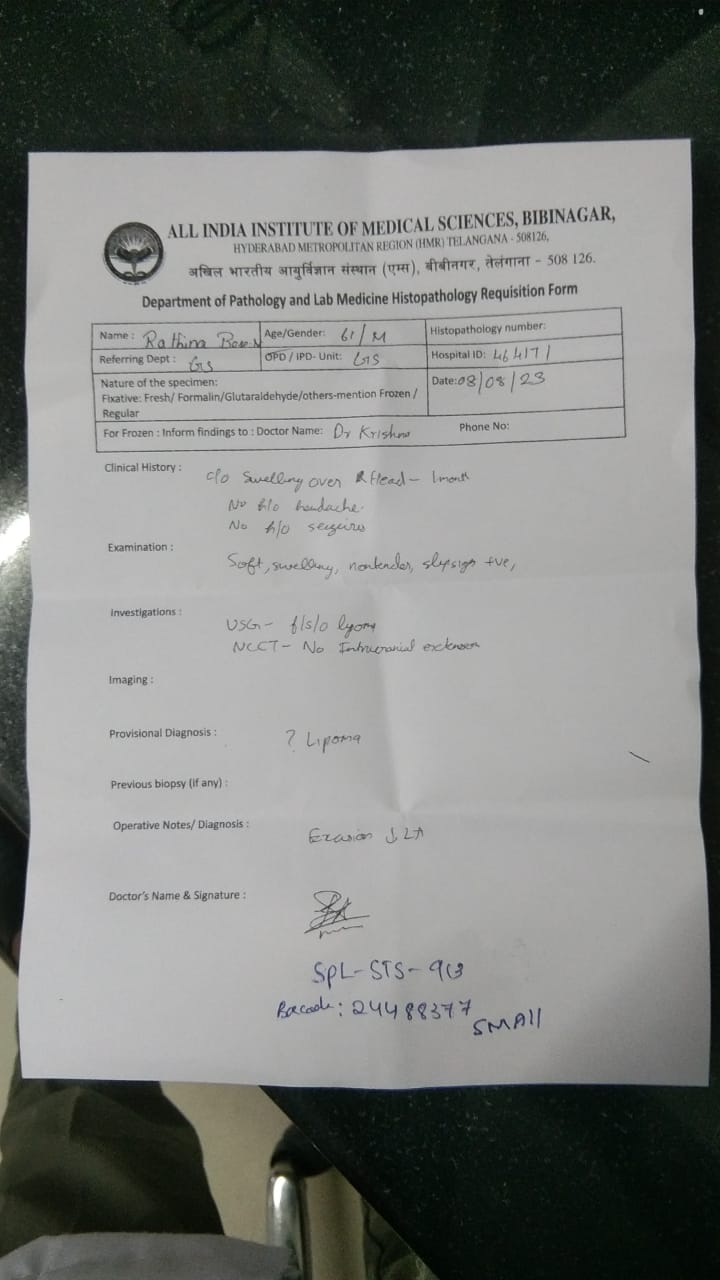 ALL INDIA INSTITUTE OF MEDICAL SCIENCES, BIBINAGAR,
HYDERABAD METROPOLITAN REGION (HMR) TELANGANA - 508126,
अखिल भारतीय आयुर्विज्ञान संस्थान (एम्स), बीबीनगर, तेलंगाना - 508 126.
Department of Pathology and Lab Medicine Histopathology Requisition Form
Name : Rathina Age/Gender: 61/M Histopathology number:
Referring Dept : GS OPD / IPD- Unit: GS Hospital ID: 464171
Nature of the specimen: Date: 08/08/23
Fixative: Fresh/ Formalin/Glutaraldehyde/others-mention Frozen /
Regular
For Frozen : Inform findings to : Doctor Name: Dr Krishna Phone No:
Clinical History : c/o Swelling over Head - 1 month
No h/o headache.
No h/o seizures
Examination : Soft, swelling, nontender, slip sign +ve,
Investigations : USG - f/s/o
NCCT - No Intracranial extension
Imaging :
Provisional Diagnosis : ? Lipoma
Previous biopsy (if any) :
Operative Notes/ Diagnosis : Excision ↓ LA
Doctor's Name & Signature :
SPL-STS-913
Barcode: 24488377
SMAll